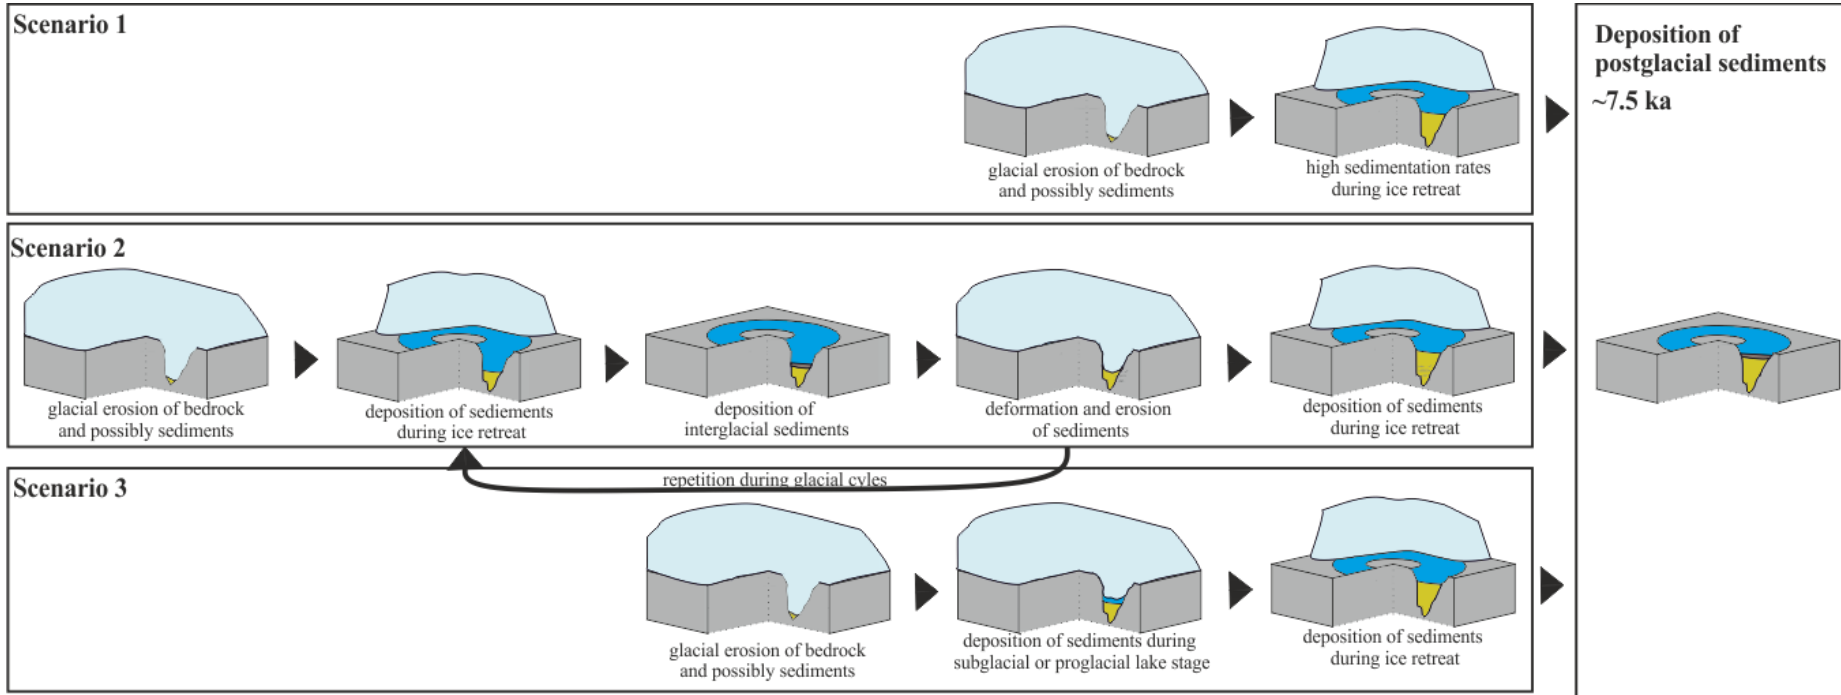 Scenario 1
glacial erosion of bedrock
and possibly sediments
high sedimentation rates
during ice retreat
Deposition of
postglacial sediments
~7.5 ka
Scenario 2
glacial erosion of bedrock
and possibly sediments
deposition of sediements
during ice retreat
deposition of
interglacial sediments
deformation and erosion
of sediments
deposition of sediments
during ice retreat
repetition during glacial cyles
Scenario 3
glacial erosion of bedrock
and possibly sediments
deposition of sediments during
subglacial or proglacial lake stage
deposition of sediments
during ice retreat